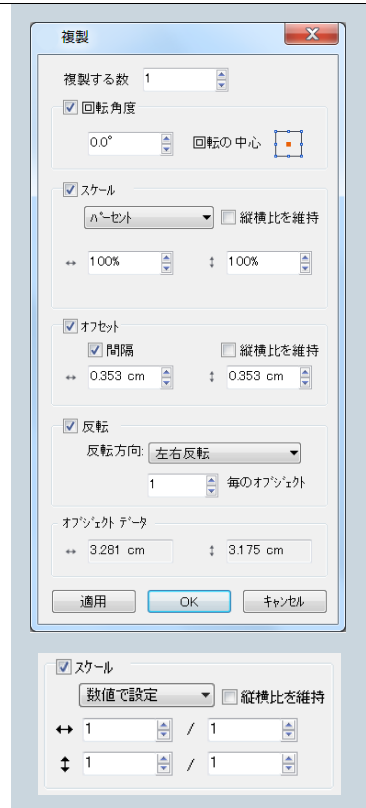 複製
複製する数 1
回転角度
0.0° 回転の中心
スケール
パーセント 縦横比を維持
↔ 100% ↕ 100%
オフセット
間隔 縦横比を維持
↔ 0.353 cm ↕ 0.353 cm
反転
反転方向: 左右反転
1 毎のオブジェクト
オブジェクト データ
↔ 3.281 cm ↕ 3.175 cm
適用 OK キャンセル
スケール
数値で設定 縦横比を維持
↔ 1 / 1
↕ 1 / 1